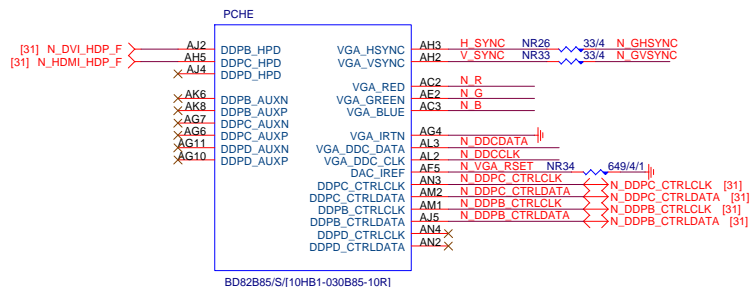 PCHE
[31] N_DVI_HDP_F AJ2 DDPB_HPD VGA_HSYNC AH3 H_SYNC NR26 33/4 N_GHSYNC
[31] N_HDMI_HDP_F AH5 DDPC_HPD VGA_VSYNC AH2 V_SYNC NR33 33/4 N_GVSYNC
AJ4 DDPD_HPD
VGA_RED AC2 N_R
AK6 DDPB_AUXN VGA_GREEN AE2 N_G
AK8 DDPB_AUXP VGA_BLUE AC3 N_B
AG7 DDPC_AUXN
AG6 DDPC_AUXP VGA_IRTN AG4
AG11 DDPD_AUXN VGA_DDC_DATA AL3 N_DDCDATA
AG10 DDPD_AUXP VGA_DDC_CLK AL2 N_DDCCLK
DAC_IREF AF5 N_VGA_RSET NR34 649/4/1
DDPC_CTRLCLK AN3 N_DDPC_CTRLCLK N_DDPC_CTRLCLK [31]
DDPC_CTRLDATA AM2 N_DDPC_CTRLDATA N_DDPC_CTRLDATA [31]
DDPB_CTRLCLK AM1 N_DDPB_CTRLCLK N_DDPB_CTRLCLK [31]
DDPB_CTRLDATA AJ5 N_DDPB_CTRLDATA N_DDPB_CTRLDATA [31]
DDPD_CTRLCLK AN4
DDPD_CTRLDATA AN2
BD82B85/S/[10HB1-030B85-10R]